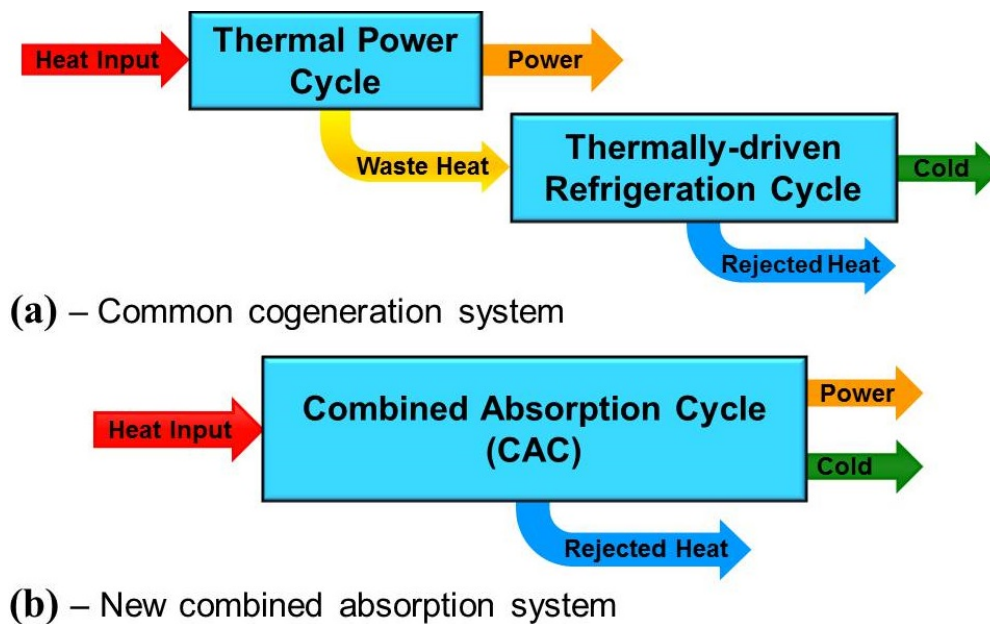 Thermal Power
Heat Input
Cycle
Power
Waste Heat
Thermally-driven
Refrigeration Cycle
Cold
Rejected Heat
(a) – Common cogeneration system
Combined Absorption Cycle
(CAC)
Heat Input
Power
Cold
Rejected Heat
(b) – New combined absorption system